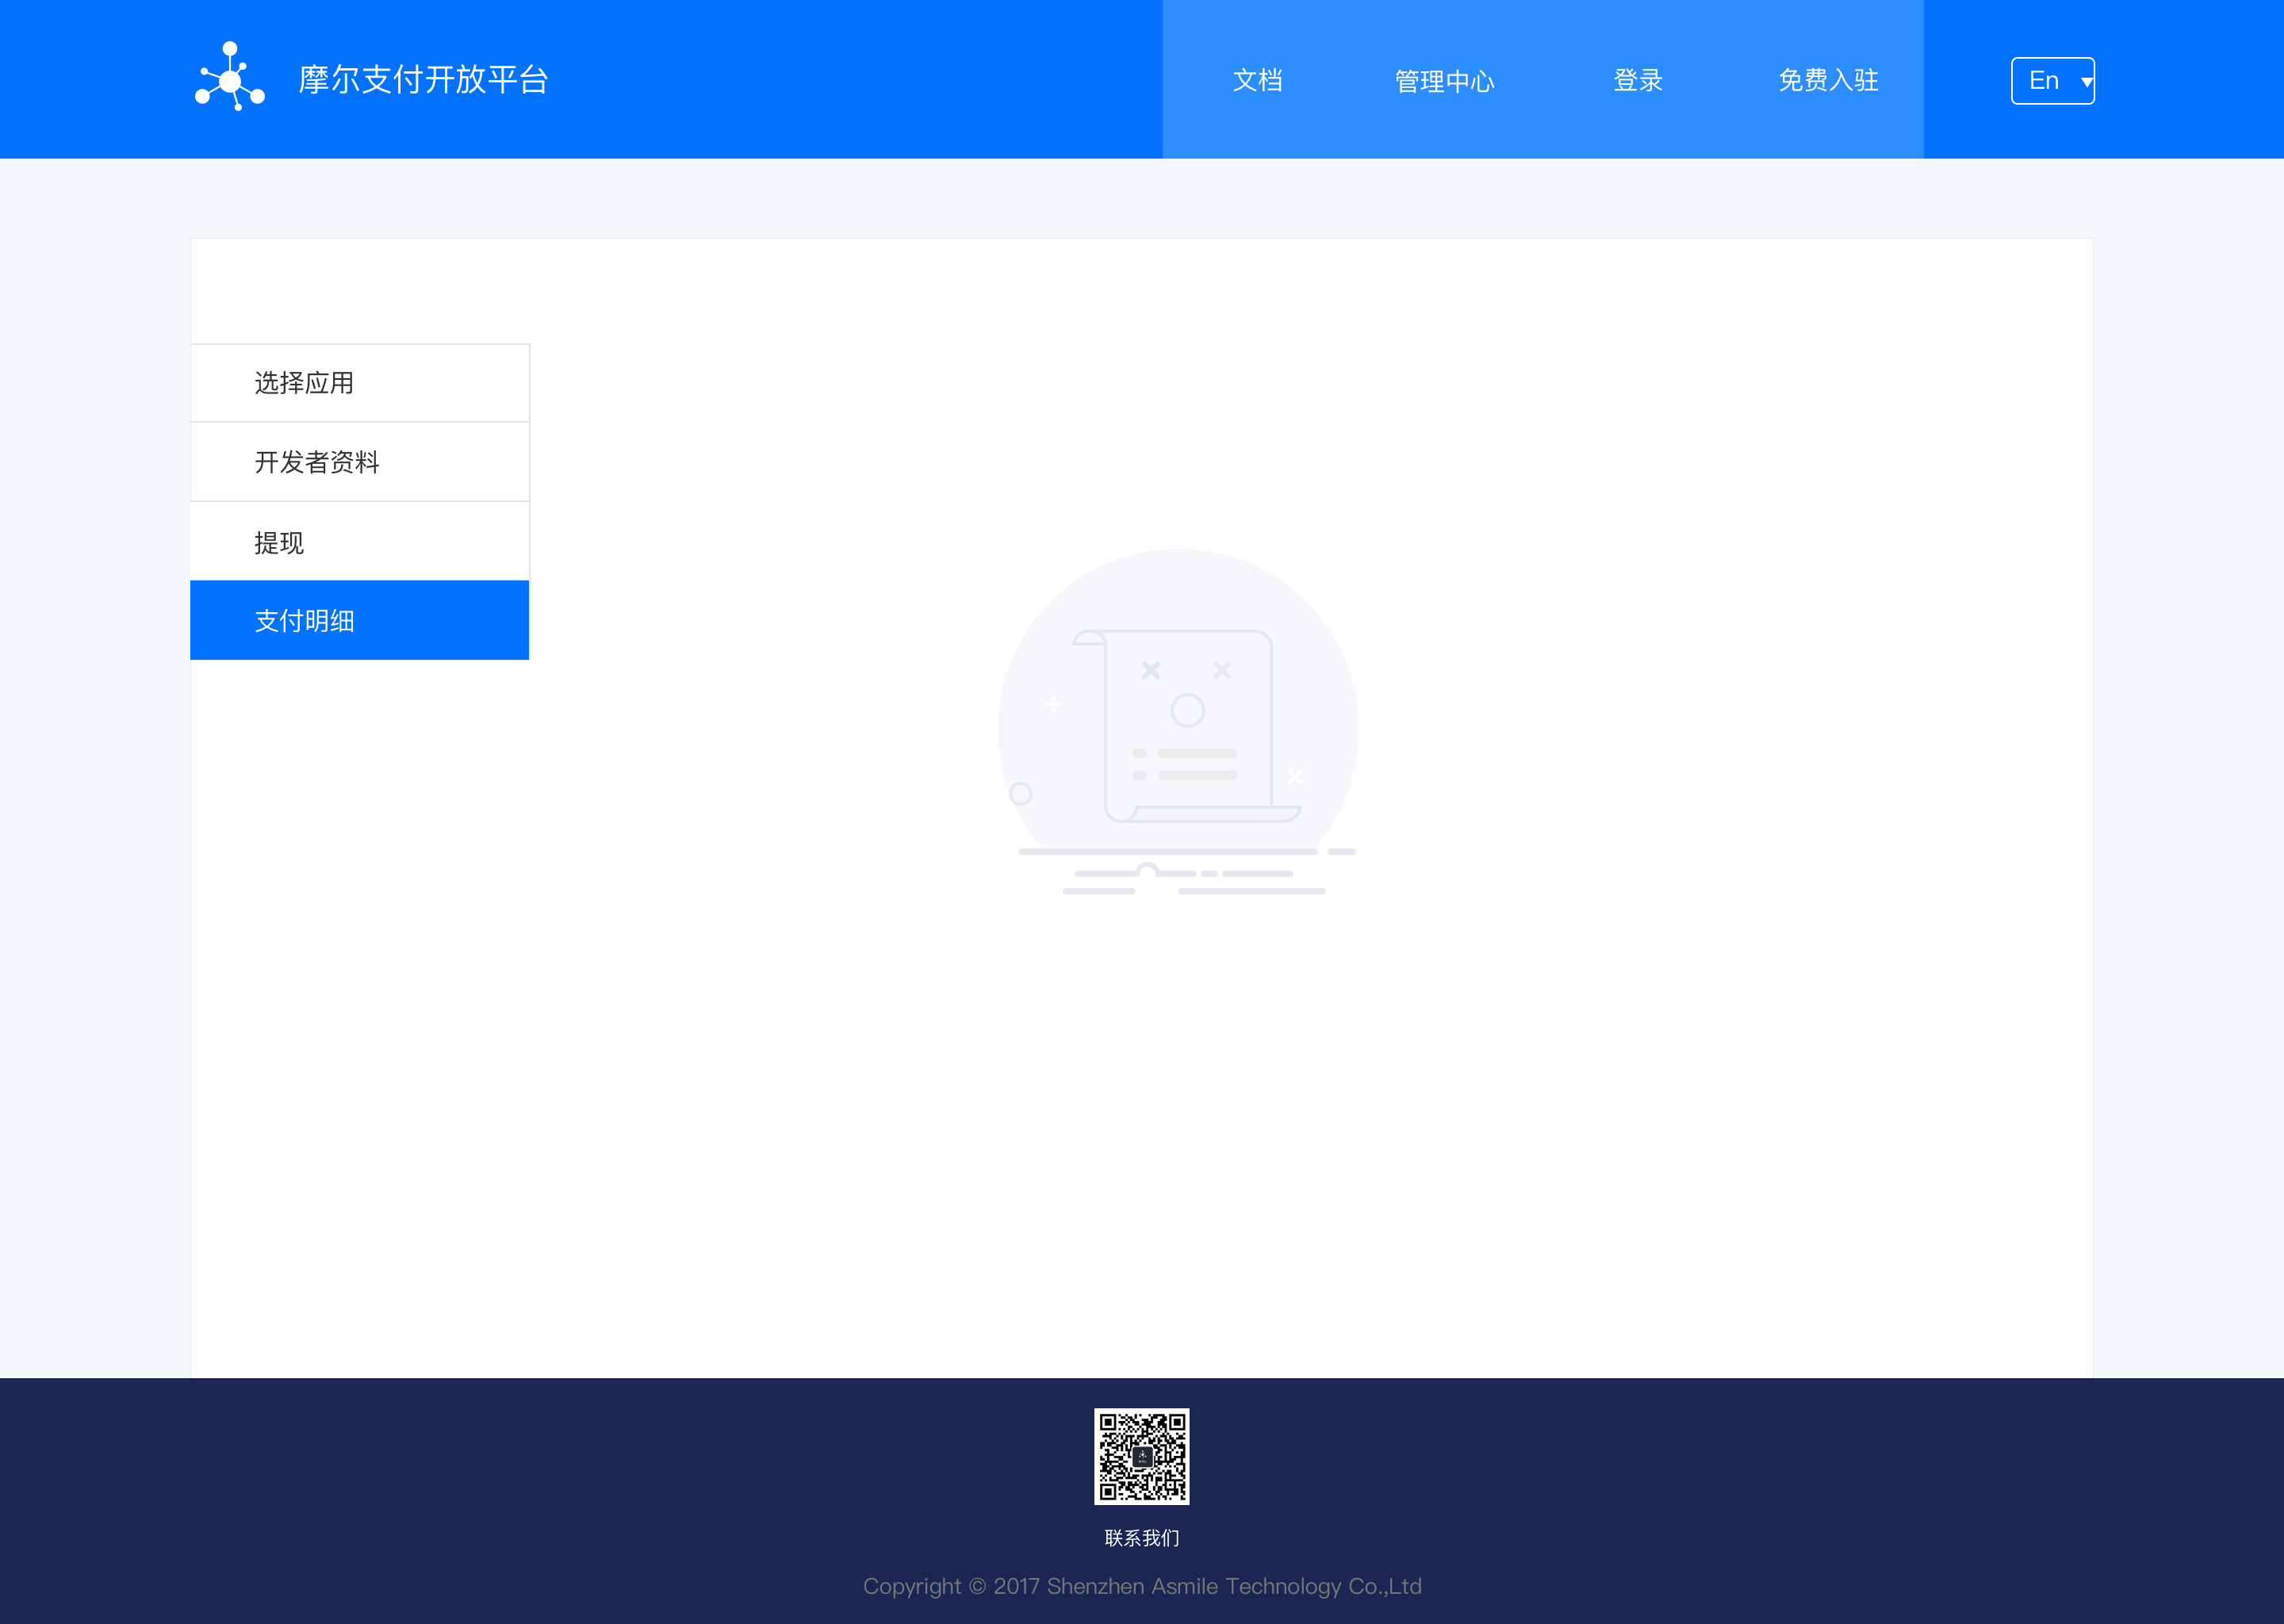 摩尔支付开放平台
文档 管理中心 登录 免费入驻 En
选择应用
开发者资料
提现
支付明细
联系我们
Copyright © 2017 Shenzhen Asmile Technology Co.,Ltd